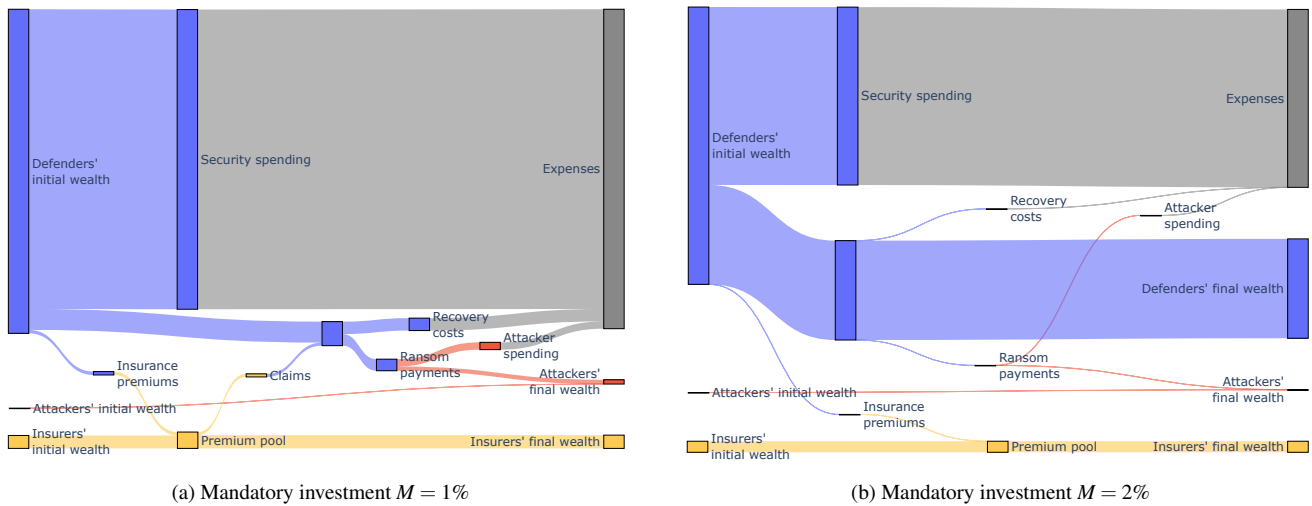 Defenders'
initial wealth
Security spending
Expenses
Recovery
costs
Attacker
spending
Ransom
payments
Insurance
premiums
Claims
Attackers'
final wealth
Attackers' initial wealth
Insurers'
initial wealth
Premium pool
Insurers' final wealth
(a) Mandatory investment M = 1%
Security spending
Expenses
Defenders'
initial wealth
Recovery
costs
Attacker
spending
Defenders' final wealth
Ransom
payments
Attackers' initial wealth
Attackers'
final wealth
Insurance
premiums
Insurers'
initial wealth
Premium pool
Insurers' final wealth
(b) Mandatory investment M = 2%